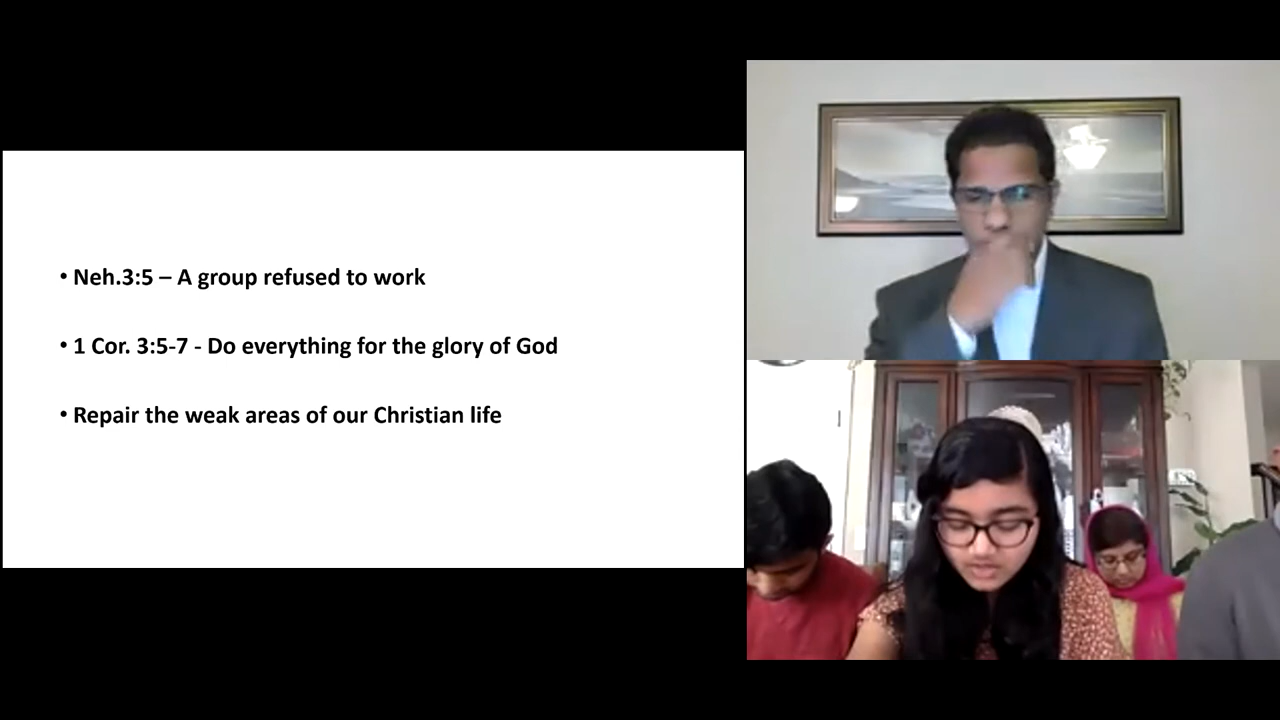 • Neh.3:5 – A group refused to work
• 1 Cor. 3:5-7 - Do everything for the glory of God
• Repair the weak areas of our Christian life